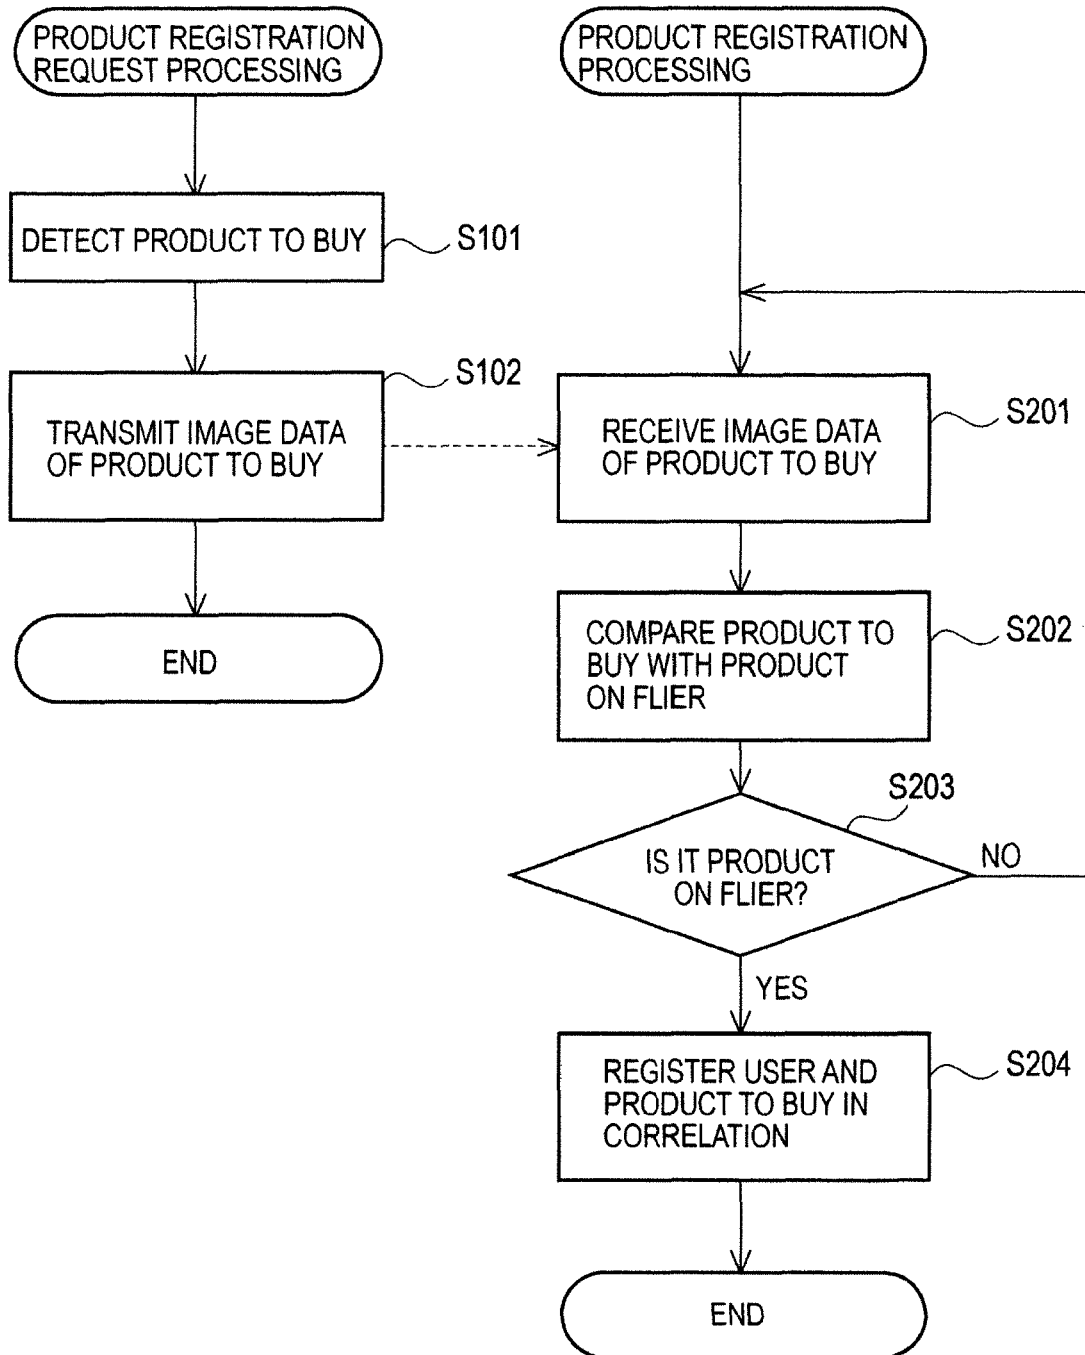 PRODUCT REGISTRATION
REQUEST PROCESSING
DETECT PRODUCT TO BUY
S101
S102
TRANSMIT IMAGE DATA
OF PRODUCT TO BUY
END
PRODUCT REGISTRATION
PROCESSING
RECEIVE IMAGE DATA
OF PRODUCT TO BUY
S201
COMPARE PRODUCT TO
BUY WITH PRODUCT
ON FLIER
S202
S203
IS IT PRODUCT
ON FLIER?
NO
YES
REGISTER USER AND
PRODUCT TO BUY IN
CORRELATION
S204
END